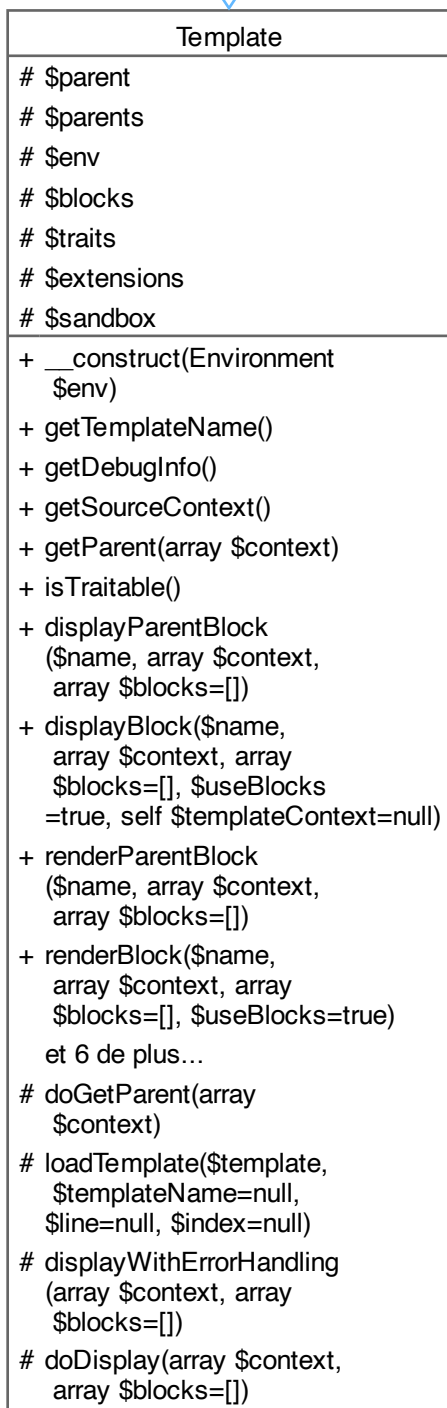 Template
# $parent
# $parents
# $env
# $blocks
# $traits
# $extensions
# $sandbox
+ __construct(Environment
$env)
+ getTemplateName()
+ getDebugInfo()
+ getSourceContext()
+ getParent(array $context)
+ isTraitable()
+ displayParentBlock
($name, array $context,
array $blocks=[])
+ displayBlock($name,
array $context, array
$blocks=[], $useBlocks
=true, self $templateContext=null)
+ renderParentBlock
($name, array $context,
array $blocks=[])
+ renderBlock($name,
array $context, array
$blocks=[], $useBlocks=true)
et 6 de plus...
# doGetParent(array
$context)
# loadTemplate($template,
$templateName=null,
$line=null, $index=null)
# displayWithErrorHandling
(array $context, array
$blocks=[])
# doDisplay(array $context,
array $blocks=[])